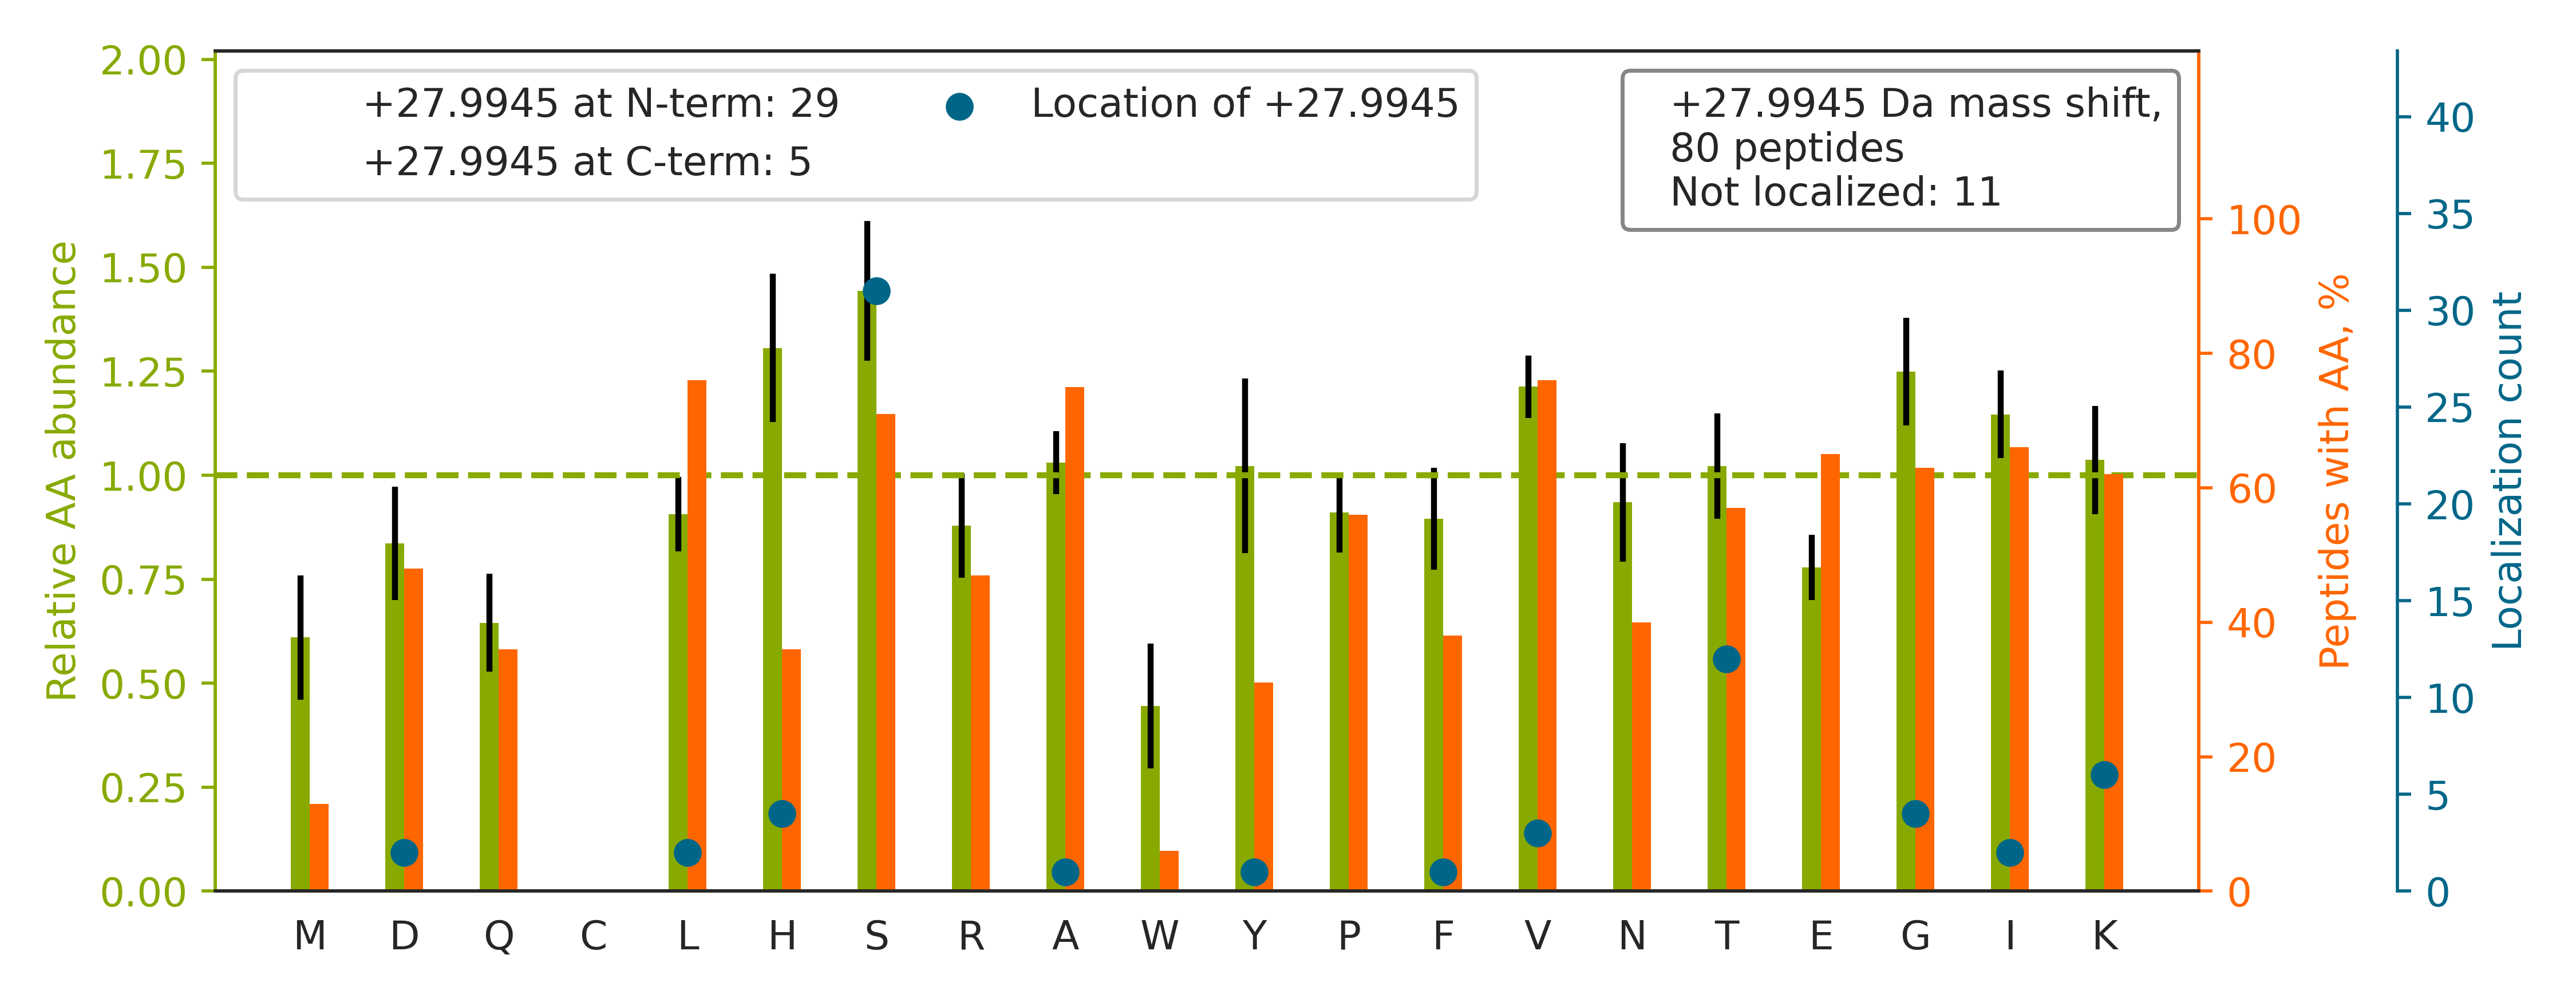 +27.9945 at N-term: 29
+27.9945 at C-term: 5
Location of +27.9945
+27.9945 Da mass shift,
80 peptides
Not localized: 11
Relative AA abundance
2.00
1.75
1.50
1.25
1.00
0.75
0.50
0.25
0.00
M D Q C L H S R A W Y P F V N T E G I K
100
80
60
40
20
0
Peptides with AA, %
40
35
30
25
20
15
10
5
0
Localization count